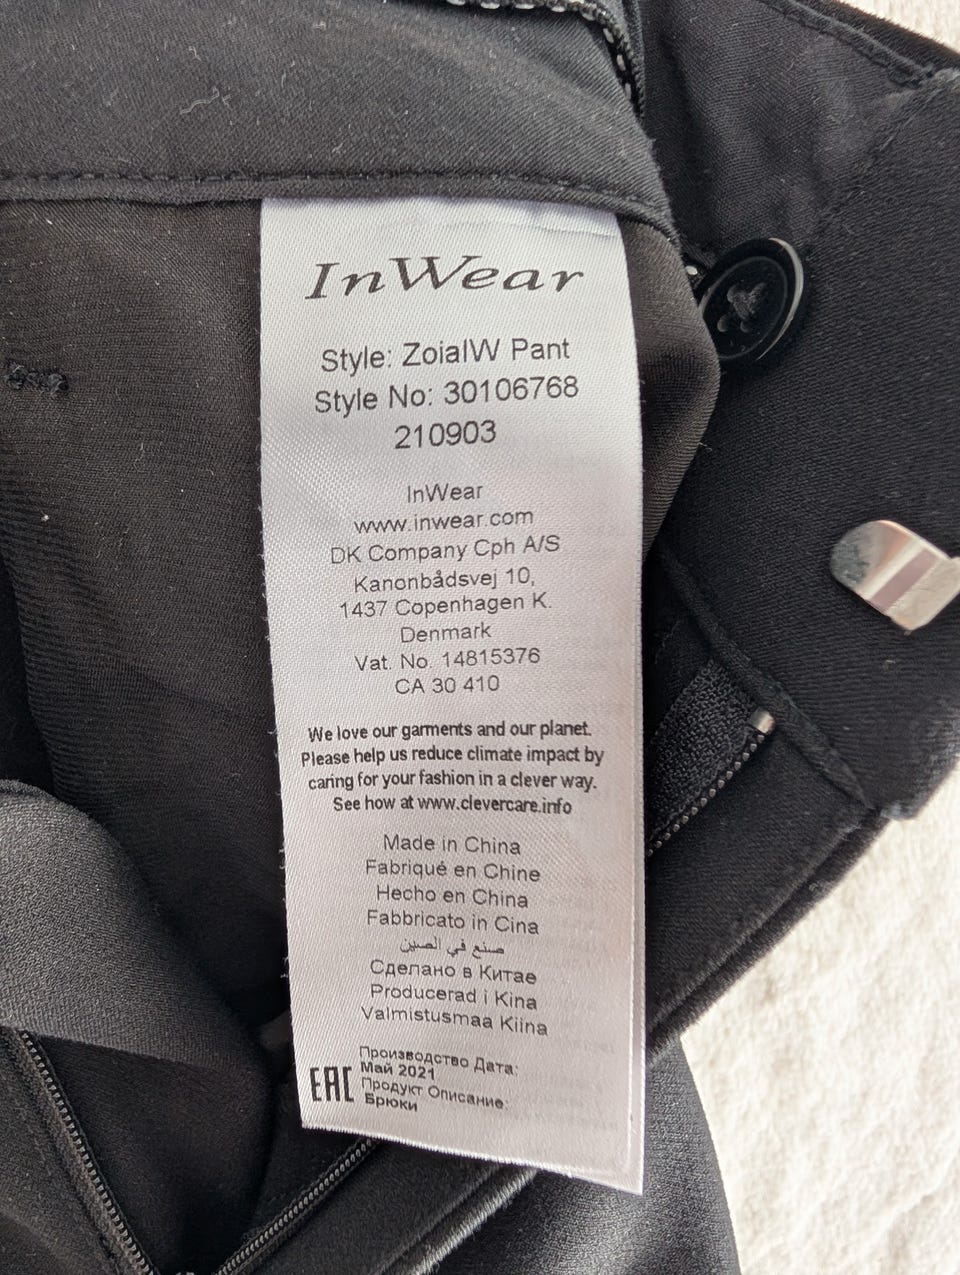 InWear
Style: ZoiaIW Pant
Style No: 30106768
210903
InWear
www.inwear.com
DK Company Cph A/S
Kanonbådsvej 10,
1437 Copenhagen K.
Denmark
Vat. No. 14815376
CA 30 410
We love our garments and our planet.
Please help us reduce climate impact by
caring for your fashion in a clever way.
See how at www.clevercare.info
Made in China
Fabriqué en Chine
Hecho en China
Fabbricato in Cina
صنع في الصين
Сделано в Китае
Producerad i Kina
Valmistusmaa Kiina
EAC
Производство Дата:
Май 2021
Продукт Описание:
Брюки